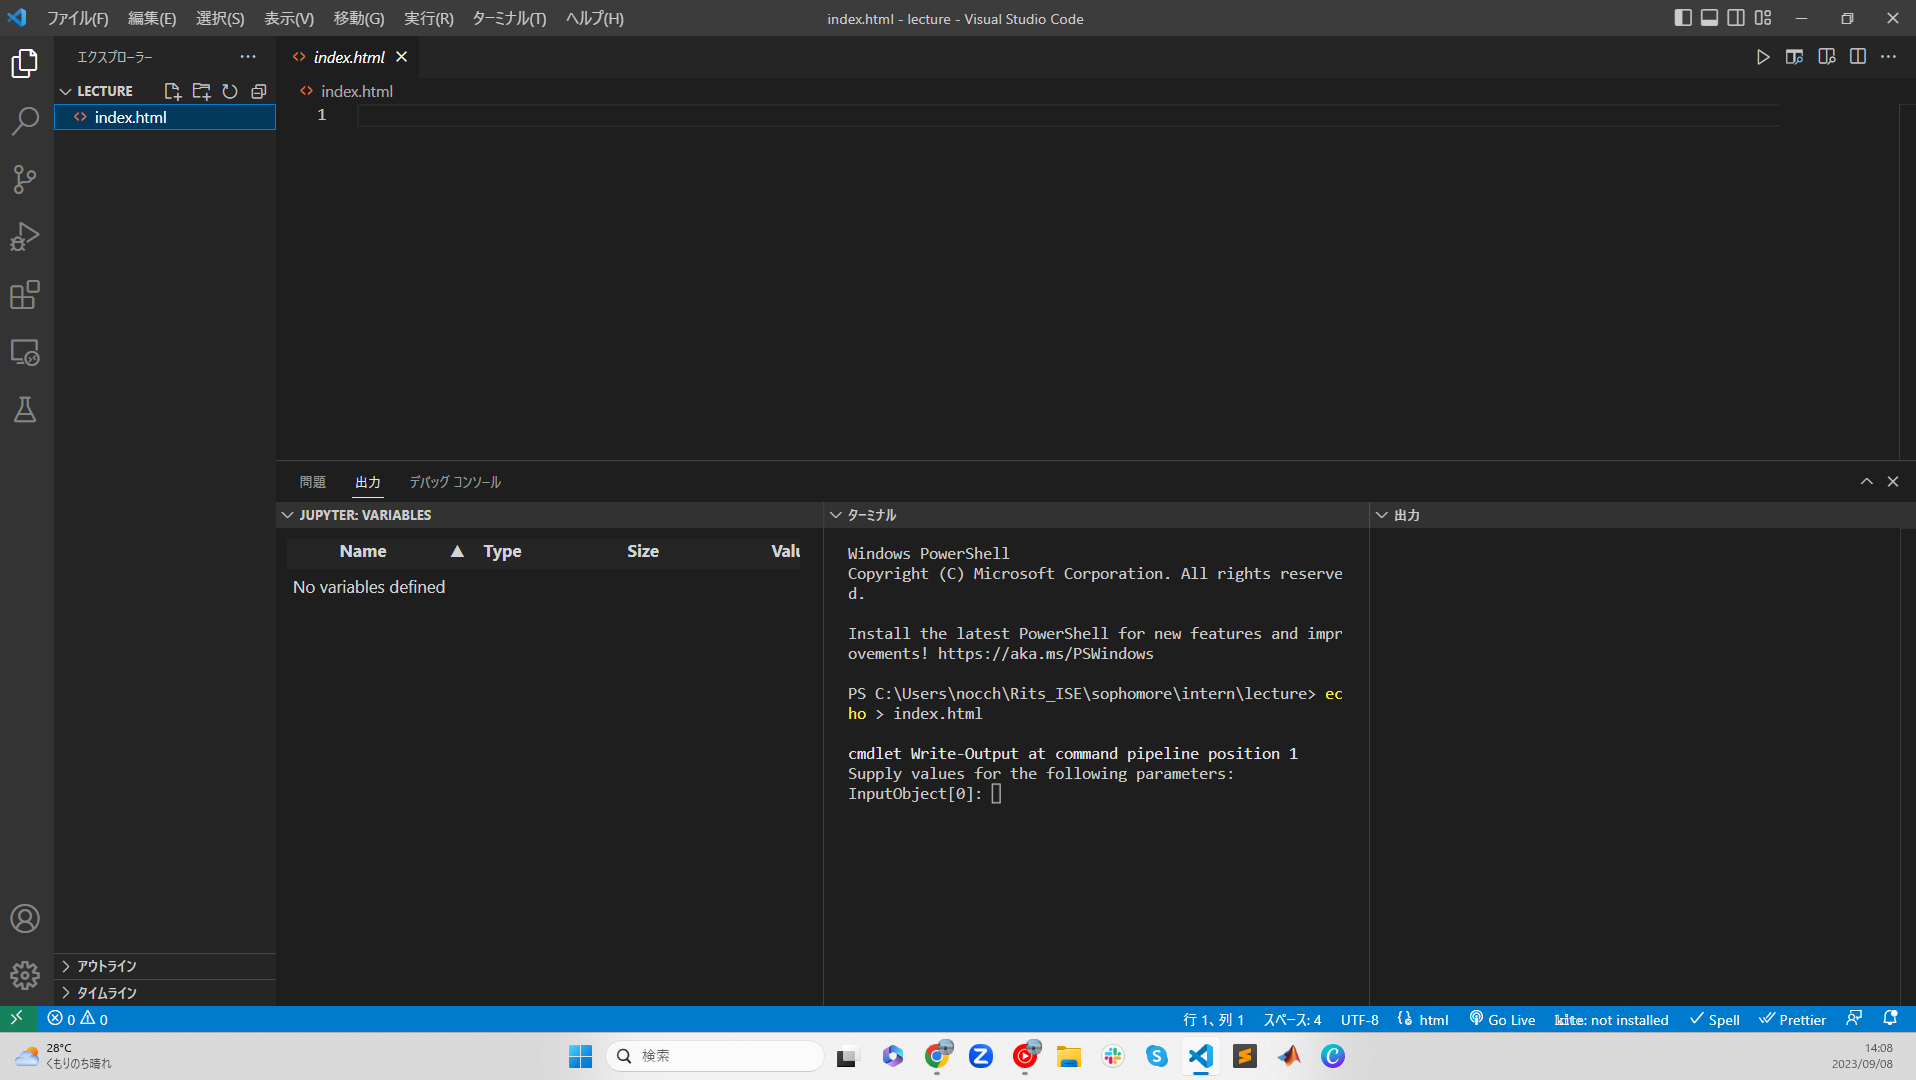 ファイル(F) 編集(E) 選択(S) 表示(V) 移動(G) 実行(R) ターミナル(T) ヘルプ(H)
index.html - lecture - Visual Studio Code
エクスプローラー
LECTURE
index.html
index.html
index.html
1
問題 出力 デバッグ コンソール
JUPYTER: VARIABLES
Name Type Size Valu
No variables defined
ターミナル
Windows PowerShell
Copyright (C) Microsoft Corporation. All rights reserve
d.
Install the latest PowerShell for new features and impr
ovements! https://aka.ms/PSWindows
PS C:\Users\nocch\Rits_ISE\sophomore\intern\lecture> ec
ho > index.html
cmdlet Write-Output at command pipeline position 1
Supply values for the following parameters:
InputObject[0]:
出力
アウトライン
タイムライン
0 0
行 1、列 1 スペース: 4 UTF-8 html Go Live kite: not installed Spell Prettier
28°C
くもりのち晴れ
検索
14:08
2023/09/08